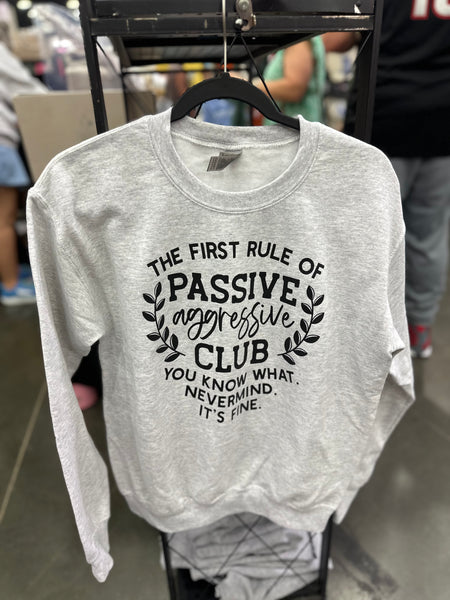 THE FIRST RULE OF
PASSIVE
aggressive
CLUB
YOU KNOW WHAT.
NEVERMIND.
IT'S FINE.